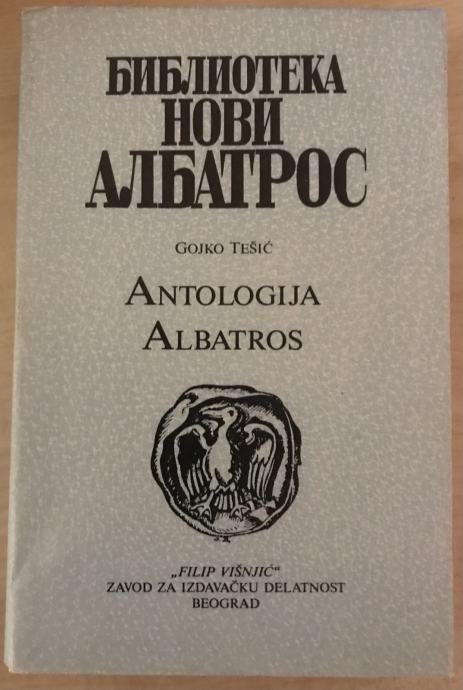 БИБЛИОТЕКА
НОВИ
АЛБАТРОС
GOJKO TEŠIĆ
ANTOLOGIJA
ALBATROS
„FILIP VIŠNJIĆ“
ZAVOD ZA IZDAVAČKU DELATNOST
BEOGRAD